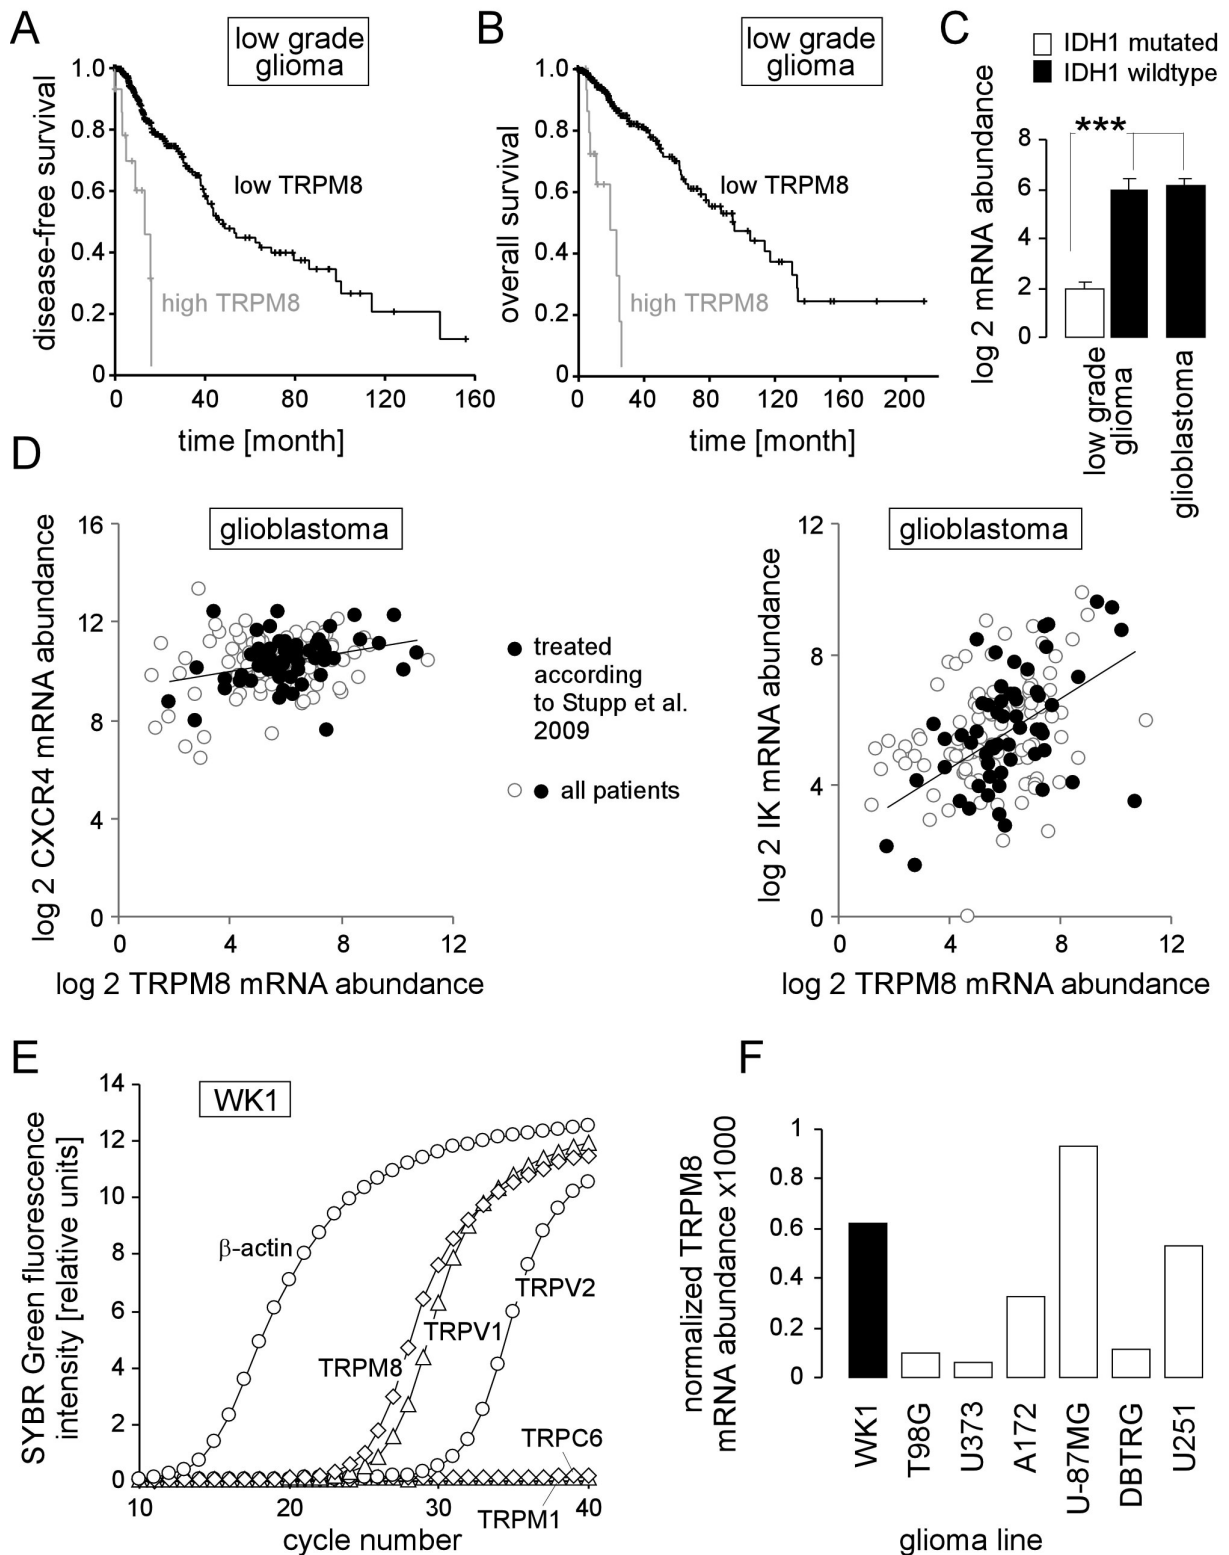 A
low grade
glioma
disease-free survival
1.0
0.8
0.6
0.4
0.2
0
low TRPM8
high TRPM8
0
40
80
120
160
time [month]
B
low grade
glioma
overall survival
1.0
0.8
0.6
0.4
0.2
0
low TRPM8
high TRPM8
0
40
80
120
160
200
time [month]
C
IDH1 mutated
IDH1 wildtype
log 2 mRNA abundance
***
8
6
4
2
0
low grade
glioma
glioblastoma
D
glioblastoma
log 2 CXCR4 mRNA abundance
16
12
8
4
0
0
4
8
12
log 2 TRPM8 mRNA abundance
treated
according
to Stupp et al.
2009
all patients
glioblastoma
log 2 IK mRNA abundance
12
8
4
0
0
4
8
12
log 2 TRPM8 mRNA abundance
E
WK1
SYBR Green fluorescence
intensity [relative units]
14
12
10
8
6
4
2
0
β-actin
TRPV2
TRPV1
TRPM8
TRPC6
TRPM1
10
20
30
40
cycle number
F
normalized TRPM8
mRNA abundance x1000
1
0.8
0.6
0.4
0.2
0
WK1
T98G
U373
A172
U-87MG
DBTRG
U251
glioma line